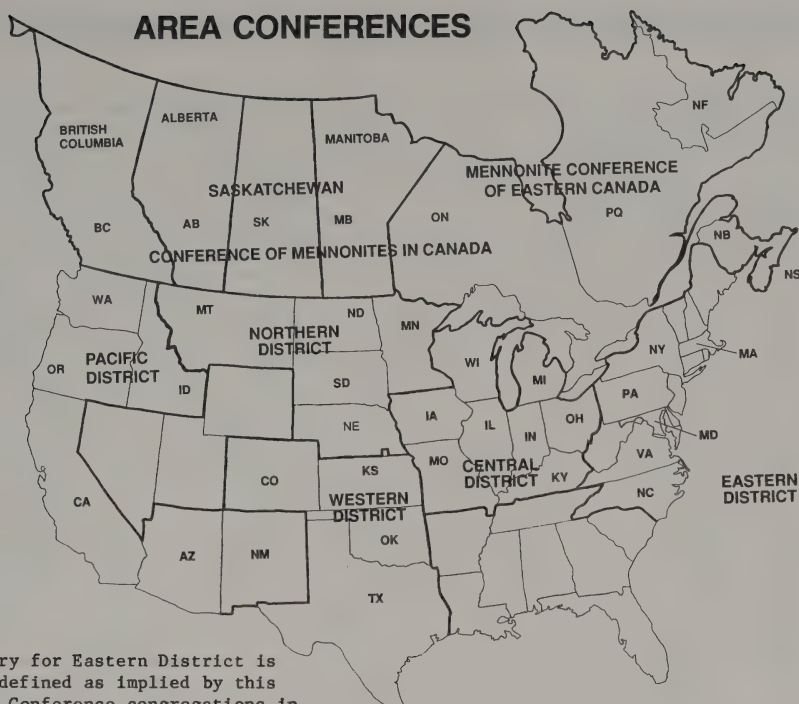 AREA CONFERENCES
BRITISH
COLUMBIA
ALBERTA
MANITOBA
NF
MENNONITE CONFERENCE
OF EASTERN CANADA
SASKATCHEWAN
BC
AB
SK
MB
ON
PQ
NB
NS
CONFERENCE OF MENNONITES IN CANADA
WA
MT
ND
MN
NORTHERN
DISTRICT
WI
MI
NY
MA
OR
PACIFIC
DISTRICT
ID
SD
PA
NE
IA
IL
IN
OH
MD
MO
CENTRAL
DISTRICT
KY
VA
KS
CO
WESTERN
DISTRICT
NC
EASTERN
DISTRICT
CA
OK
AZ
NM
TX
ry for Eastern District is
defined as implied by this
Conference congregations in